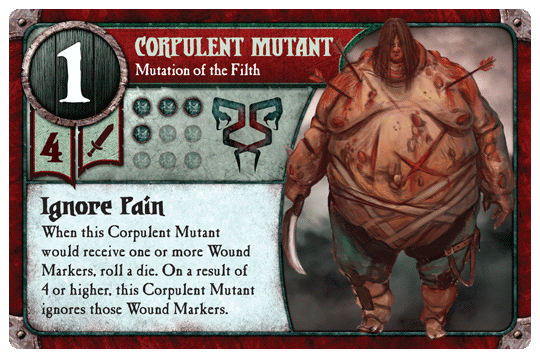 1
CORPULENT MUTANT
Mutation of the Filth
4
Ignore Pain
When this Corpulent Mutant
would receive one or more Wound
Markers, roll a die. On a result of
4 or higher, this Corpulent Mutant
ignores those Wound Markers.